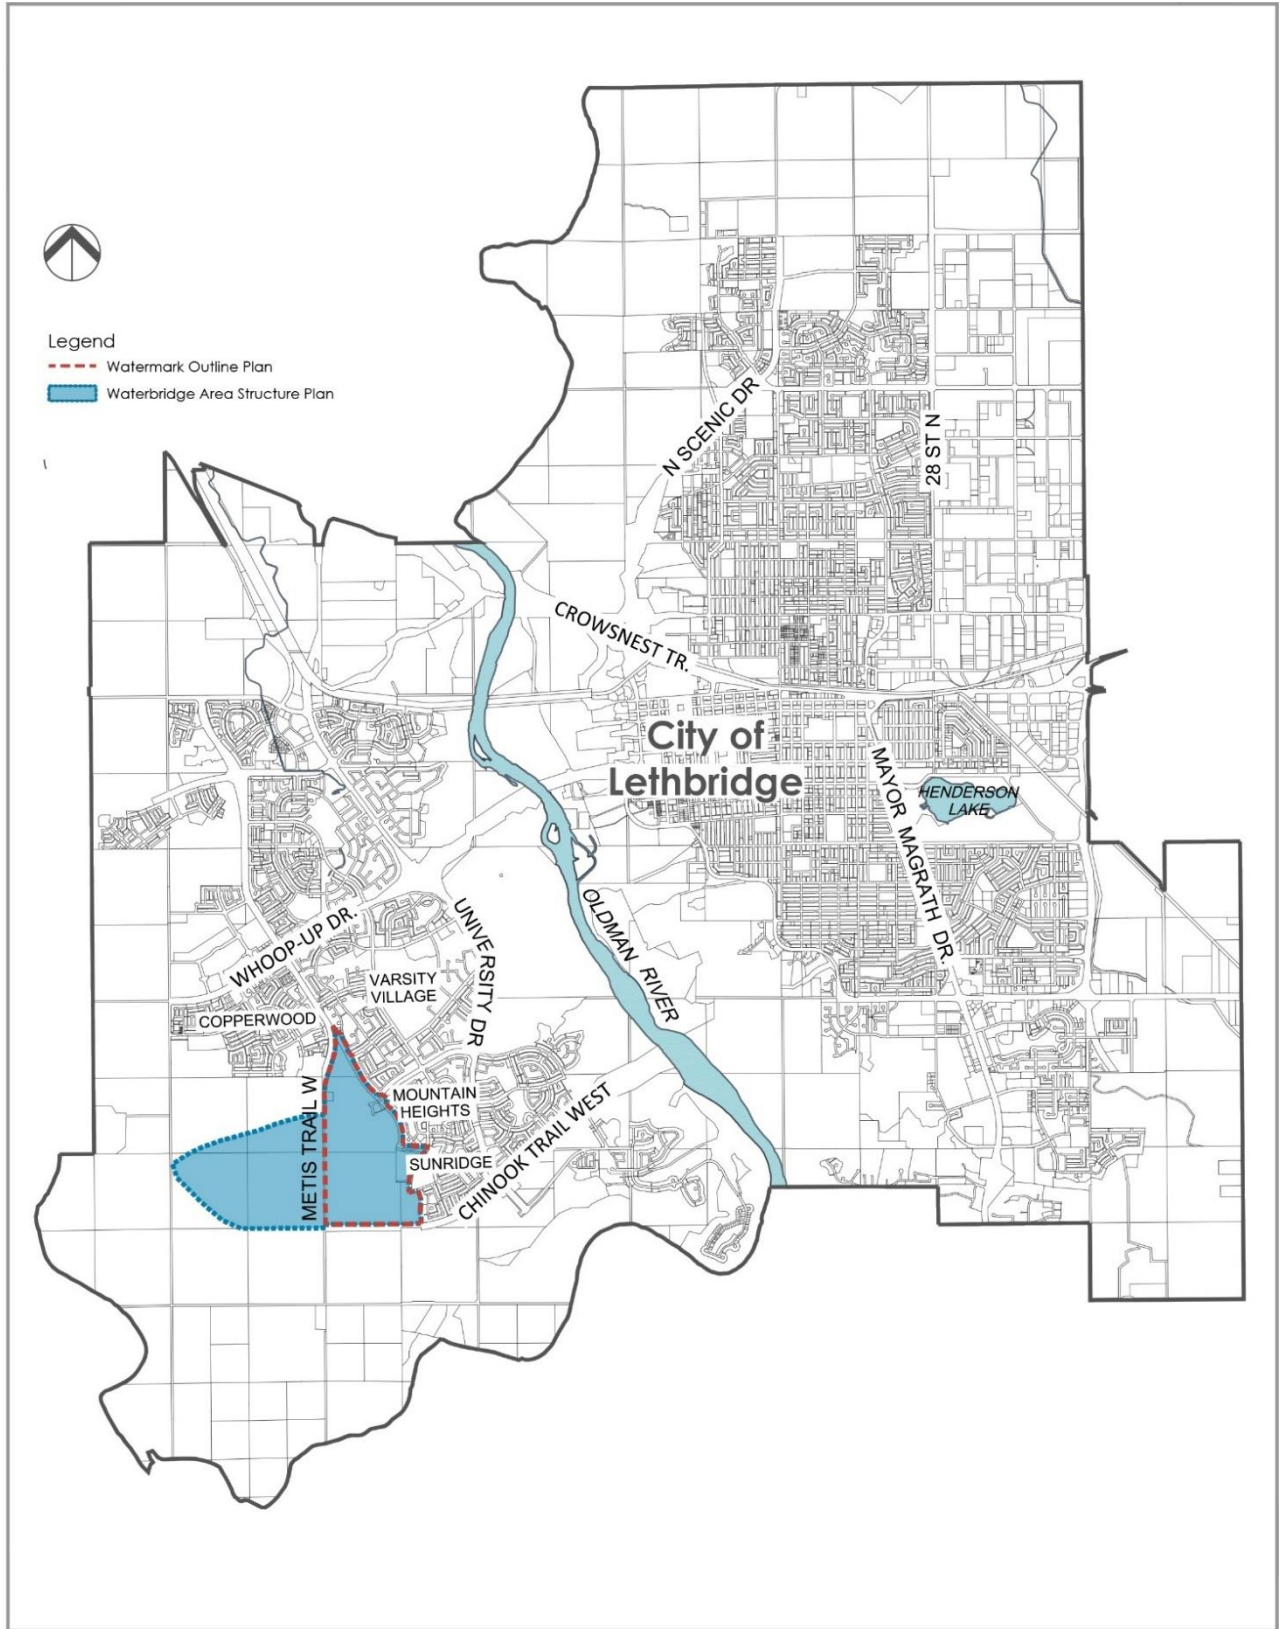 Legend
Watermark Outline Plan
Waterbridge Area Structure Plan
N SCENIC DR
28 ST N
CROWSNEST TR.
City of
Lethbridge
MAYOR MAGRATH DR.
HENDERSON
LAKE
OLDMAN RIVER
UNIVERSITY DR
WHOOP-UP DR.
VARSITY
VILLAGE
COPPERWOOD
METIS TRAIL W
MOUNTAIN
HEIGHTS
SUNRIDGE
CHINOOK TRAIL WEST